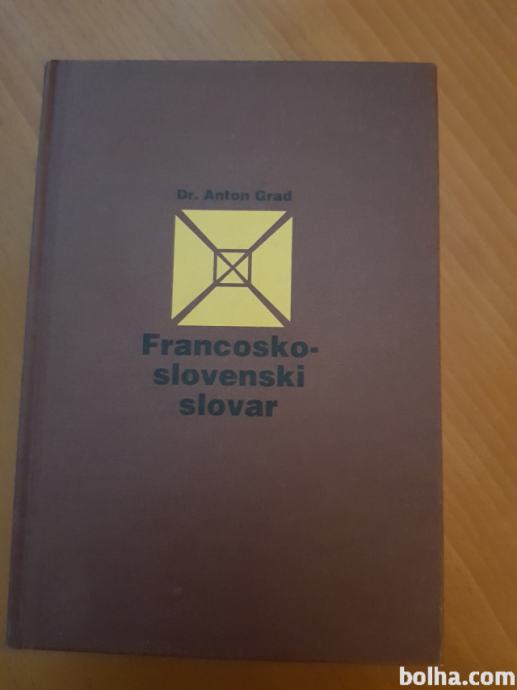 Dr. Anton Grad
Francosko-
slovenski
slovar
bolha.com